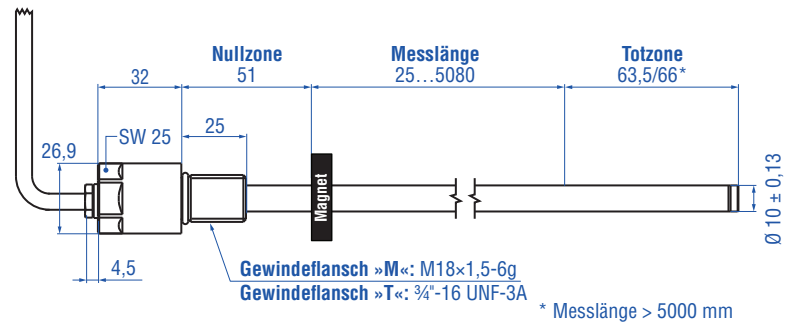 Nullzone
51
Messlänge
25…5080
Totzone
63,5/66*
32
25
SW 25
26,9
Magnet
Ø 10 ± 0,13
4,5
Gewindeflansch »M«: M18×1,5-6g
Gewindeflansch »T«: ¾"-16 UNF-3A
* Messlänge > 5000 mm